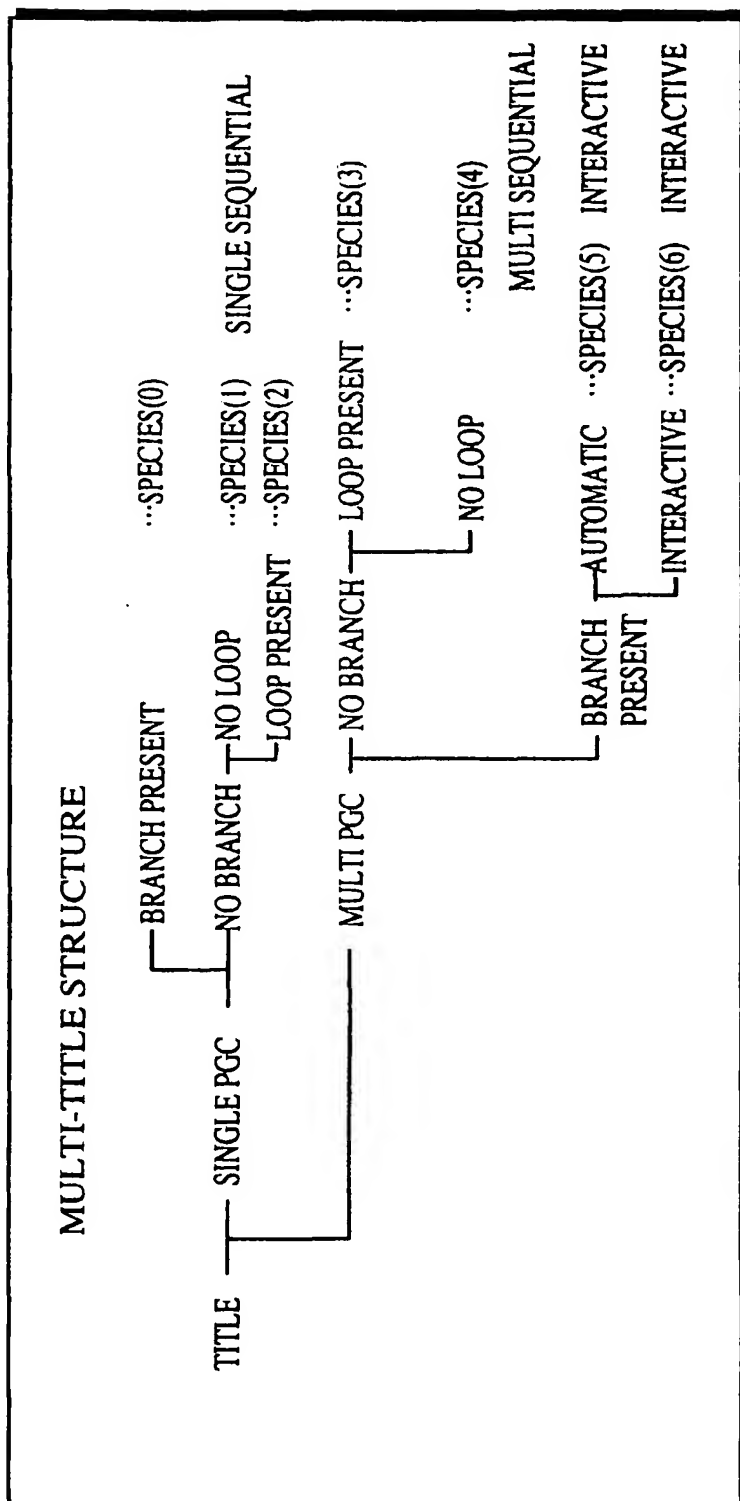 MULTI-TITLE STRUCTURE
BRANCH PRESENT ···SPECIES(0)
TITLE SINGLE PGC NO BRANCH NO LOOP ···SPECIES(1) SINGLE SEQUENTIAL
LOOP PRESENT ···SPECIES(2)
MULTI PGC NO BRANCH LOOP PRESENT ···SPECIES(3)
NO LOOP ···SPECIES(4)
MULTI SEQUENTIAL
BRANCH AUTOMATIC ···SPECIES(5) INTERACTIVE
PRESENT
INTERACTIVE ···SPECIES(6) INTERACTIVE